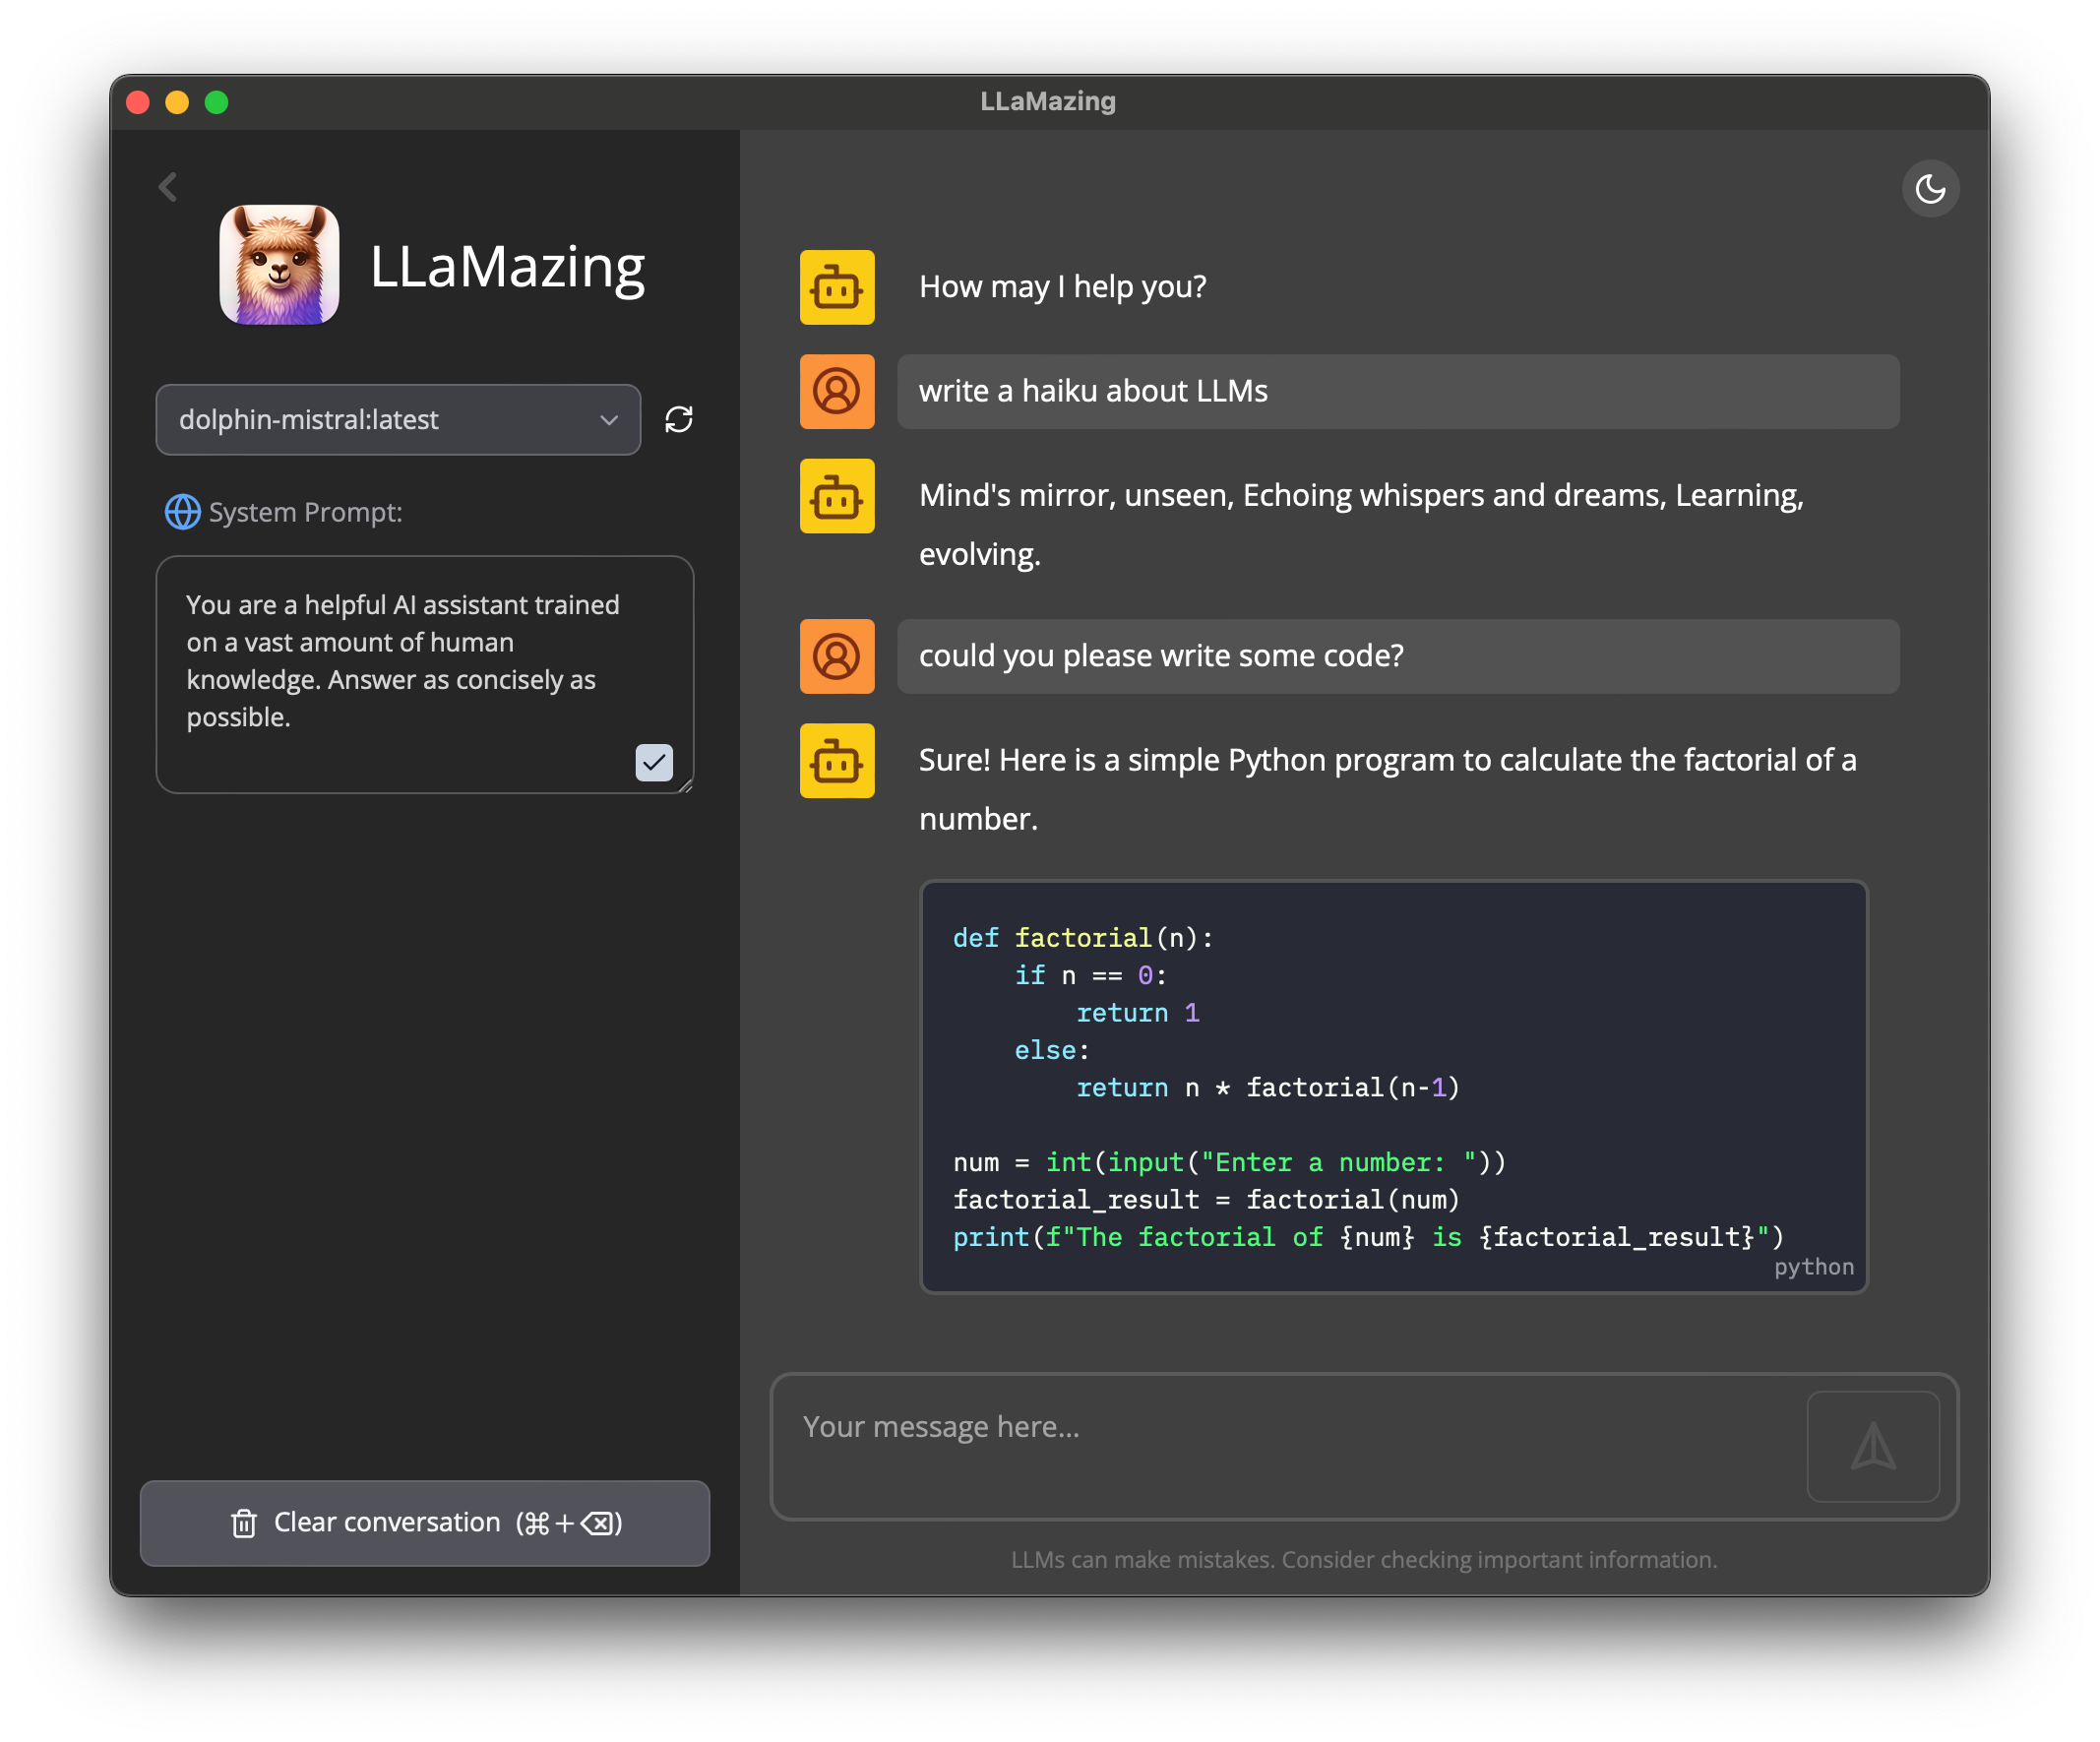 LLaMazing
LLaMazing
dolphin-mistral:latest
System Prompt:
You are a helpful AI assistant trained
on a vast amount of human
knowledge. Answer as concisely as
possible.
Clear conversation (⌘+⌫)
How may I help you?
write a haiku about LLMs
Mind's mirror, unseen, Echoing whispers and dreams, Learning,
evolving.
could you please write some code?
Sure! Here is a simple Python program to calculate the factorial of a
number.
def factorial(n):
    if n == 0:
        return 1
    else:
        return n * factorial(n-1)
num = int(input("Enter a number: "))
factorial_result = factorial(num)
print(f"The factorial of {num} is {factorial_result}")
python
Your message here...
LLMs can make mistakes. Consider checking important information.